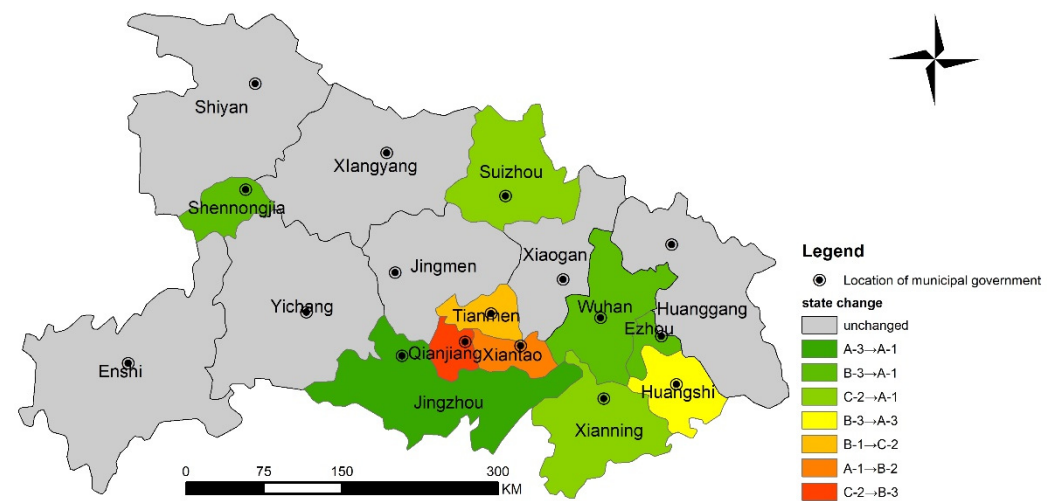 Shiyan
XIangyang
Suizhou
Shennongjia
Xiaogan
Jingmen
Yichang
Wuhan
Huanggang
Tianmen
Ezhou
Qianjiang
Xiantao
Enshi
Huangshi
Jingzhou
Xianning
0 75 150 300
KM
Legend
Location of municipal government
state change
unchanged
A-3→A-1
B-3→A-1
C-2→A-1
B-3→A-3
B-1→C-2
A-1→B-2
C-2→B-3